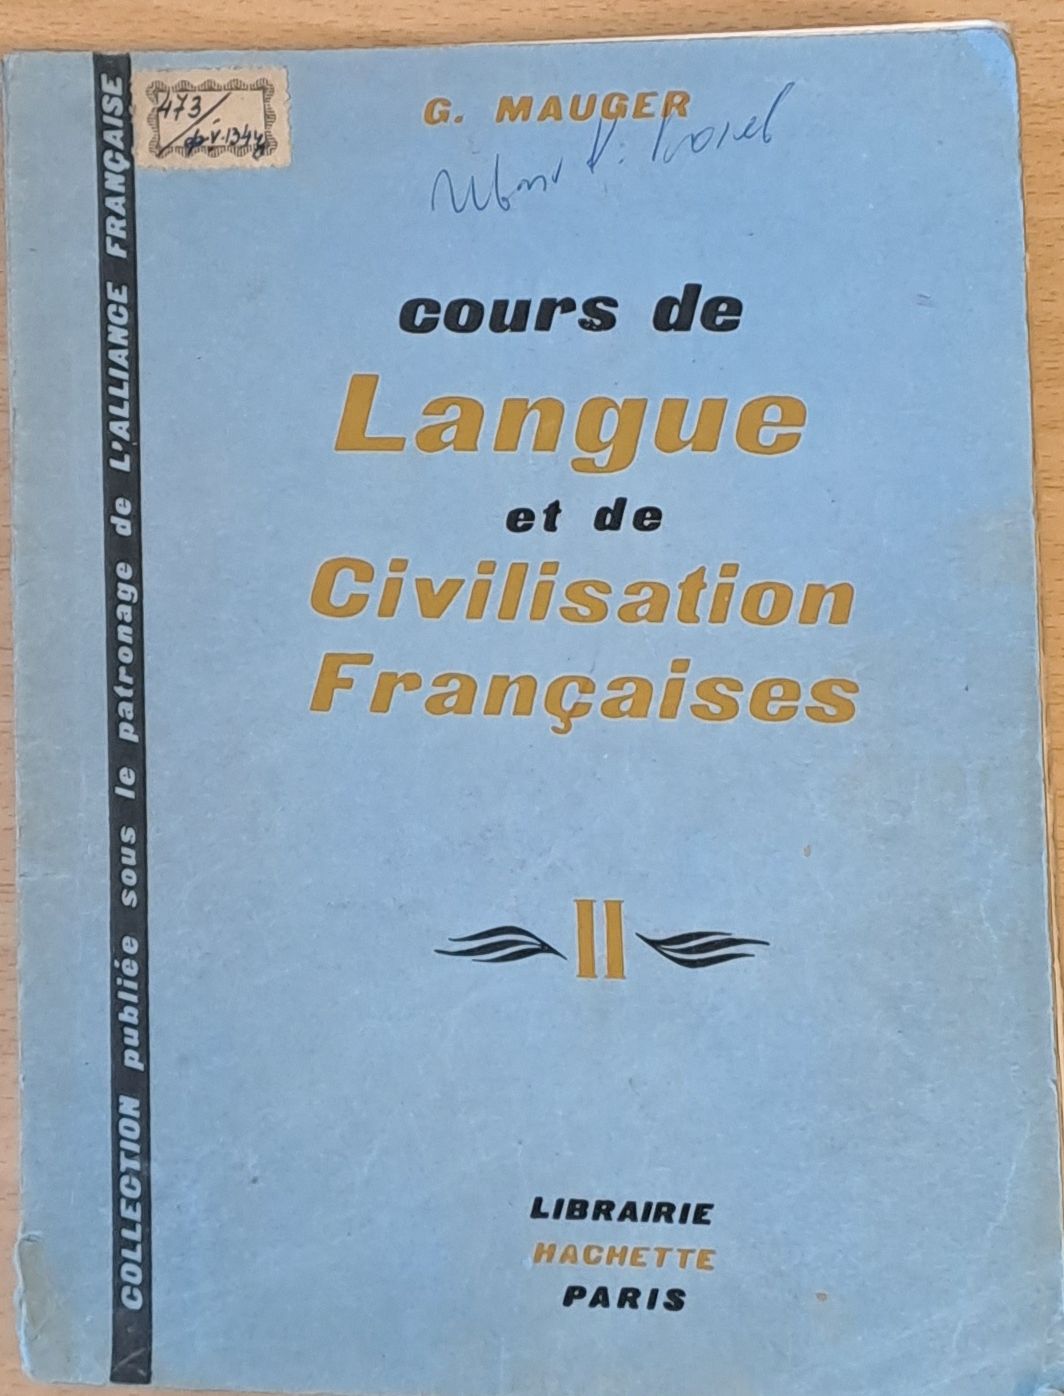 COLLECTION publiée sous le patronage de L'ALLIANCE FRANÇAISE
473/
G. MAUGER
cours de
Langue
et de
Civilisation
Françaises
II
LIBRAIRIE
HACHETTE
PARIS